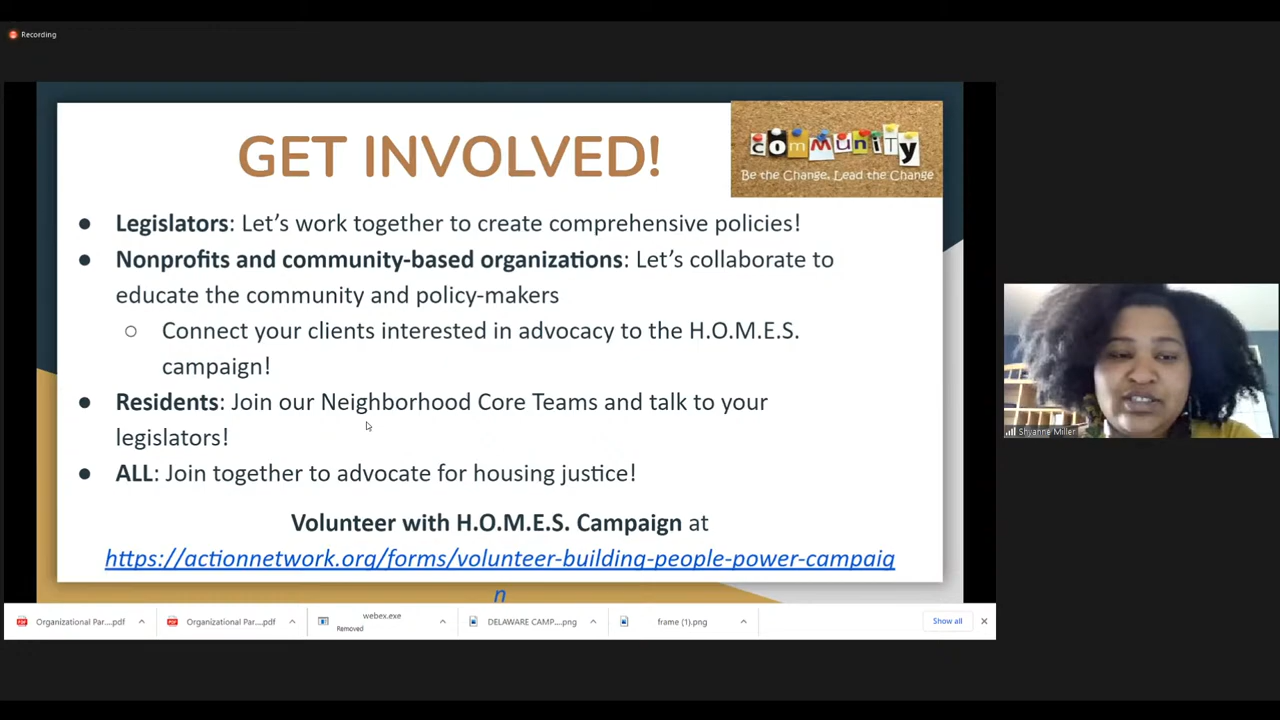 Recording
GET INVOLVED!
community
Be the Change, Lead the Change
● Legislators: Let's work together to create comprehensive policies!
● Nonprofits and community-based organizations: Let's collaborate to
educate the community and policy-makers
○ Connect your clients interested in advocacy to the H.O.M.E.S.
campaign!
● Residents: Join our Neighborhood Core Teams and talk to your
legislators!
● ALL: Join together to advocate for housing justice!
Volunteer with H.O.M.E.S. Campaign at
https://actionnetwork.org/forms/volunteer-building-people-power-campaig
n
Shyanne Miller
Organizational Par....pdf
Organizational Par....pdf
webex.exe
Removed
DELAWARE CAMP....png
frame (1).png
Show all